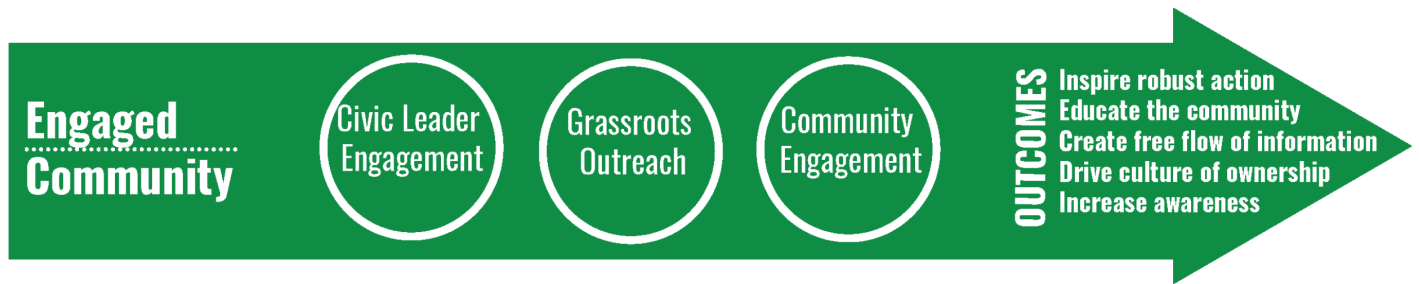 Engaged
Community
Civic Leader
Engagement
Grassroots
Outreach
Community
Engagement
OUTCOMES
Inspire robust action
Educate the community
Create free flow of information
Drive culture of ownership
Increase awareness